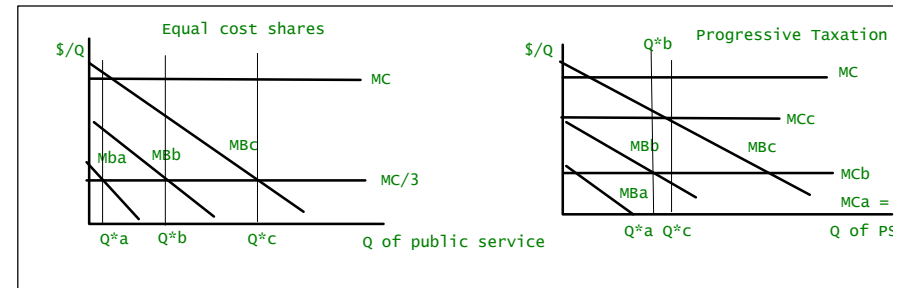 Equal cost shares
$/Q
MC
Mba
MBb
MBc
MC/3
Q*a
Q*b
Q*c
Q of public service
Progressive Taxation
$/Q
Q*b
MC
MCc
MBb
MBc
MBa
MCb
MCa =
Q*a
Q*c
Q of PS